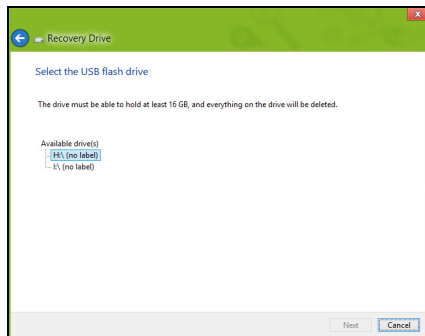 Recovery Drive
Select the USB flash drive
The drive must be able to hold at least 16 GB, and everything on the drive will be deleted.
Available drive(s)
H:\ (no label)
I:\ (no label)
Next Cancel